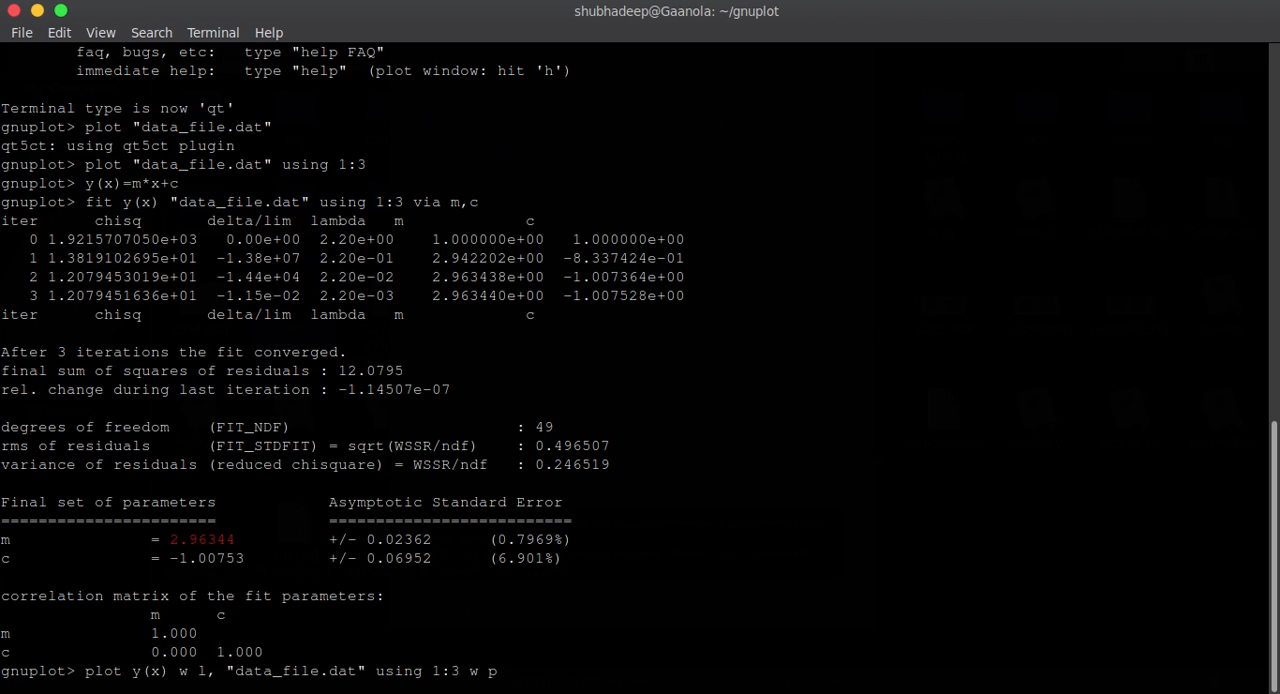 shubhadeep@Gaanola: ~/gnuplot
File Edit View Search Terminal Help
faq, bugs, etc: type "help FAQ"
immediate help: type "help" (plot window: hit 'h')
Terminal type is now 'qt'
gnuplot> plot "data_file.dat"
qt5ct: using qt5ct plugin
gnuplot> plot "data_file.dat" using 1:3
gnuplot> y(x)=m*x+c
gnuplot> fit y(x) "data_file.dat" using 1:3 via m,c
iter chisq delta/lim lambda m c
0 1.9215707050e+03 0.00e+00 2.20e+00 1.000000e+00 1.000000e+00
1 1.3819102695e+01 -1.38e+07 2.20e-01 2.942202e+00 -8.337424e-01
2 1.2079453019e+01 -1.44e+04 2.20e-02 2.963438e+00 -1.007364e+00
3 1.2079451636e+01 -1.15e-02 2.20e-03 2.963440e+00 -1.007528e+00
iter chisq delta/lim lambda m c
After 3 iterations the fit converged.
final sum of squares of residuals : 12.0795
rel. change during last iteration : -1.14507e-07
degrees of freedom (FIT_NDF) : 49
rms of residuals (FIT_STDFIT) = sqrt(WSSR/ndf) : 0.496507
variance of residuals (reduced chisquare) = WSSR/ndf : 0.246519
Final set of parameters Asymptotic Standard Error
======================= ==========================
m = 2.96344 +/- 0.02362 (0.7969%)
c = -1.00753 +/- 0.06952 (6.901%)
correlation matrix of the fit parameters:
m c
m 1.000
c 0.000 1.000
gnuplot> plot y(x) w l, "data_file.dat" using 1:3 w p